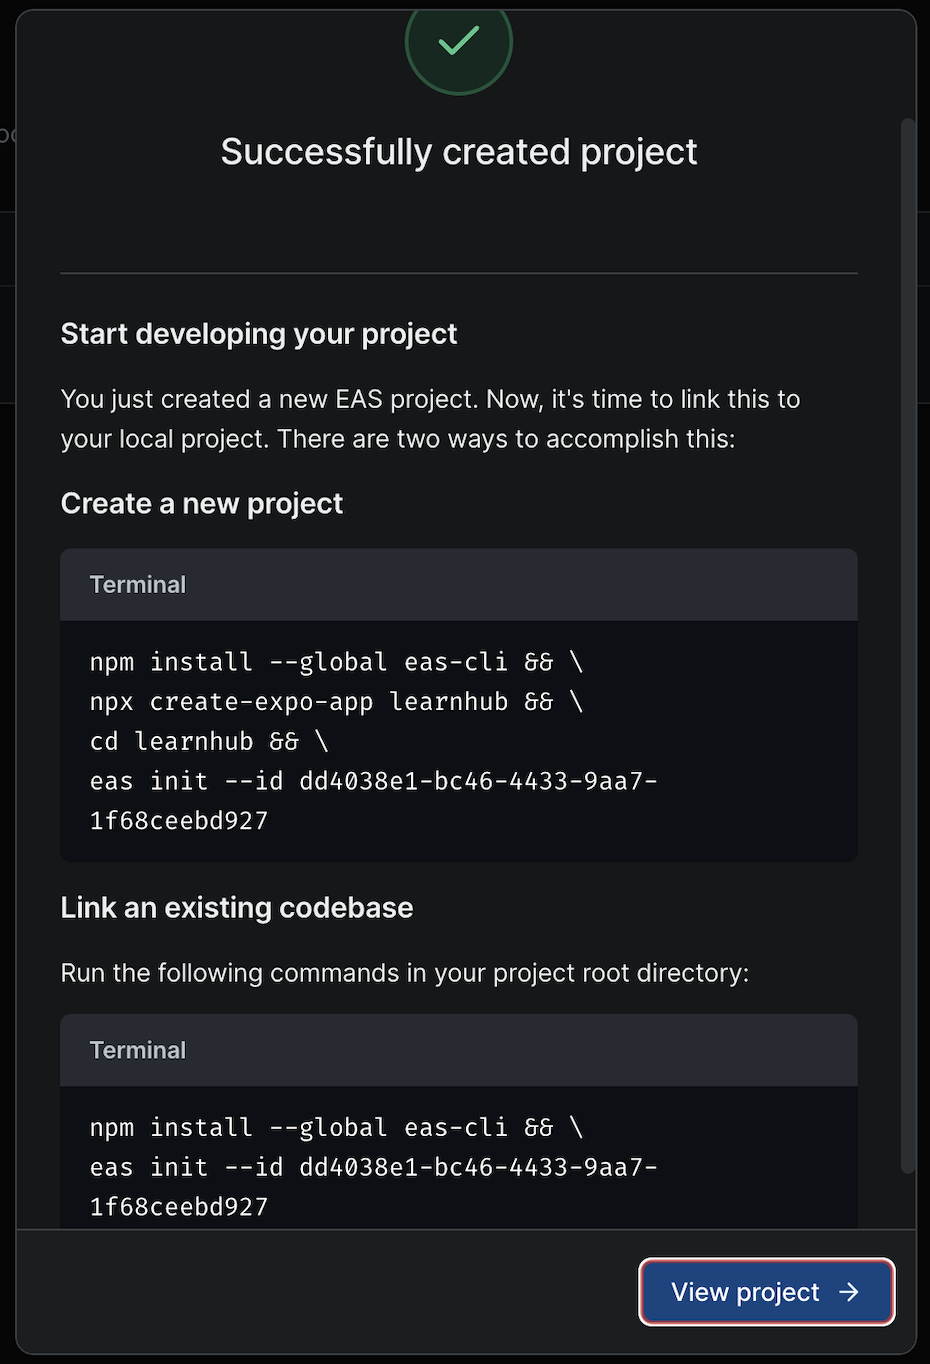 Successfully created project
Start developing your project
You just created a new EAS project. Now, it's time to link this to
your local project. There are two ways to accomplish this:
Create a new project
Terminal
npm install --global eas-cli && \
npx create-expo-app learnhub && \
cd learnhub && \
eas init --id dd4038e1-bc46-4433-9aa7-
1f68ceebd927
Link an existing codebase
Run the following commands in your project root directory:
Terminal
npm install --global eas-cli && \
eas init --id dd4038e1-bc46-4433-9aa7-
1f68ceebd927
View project →